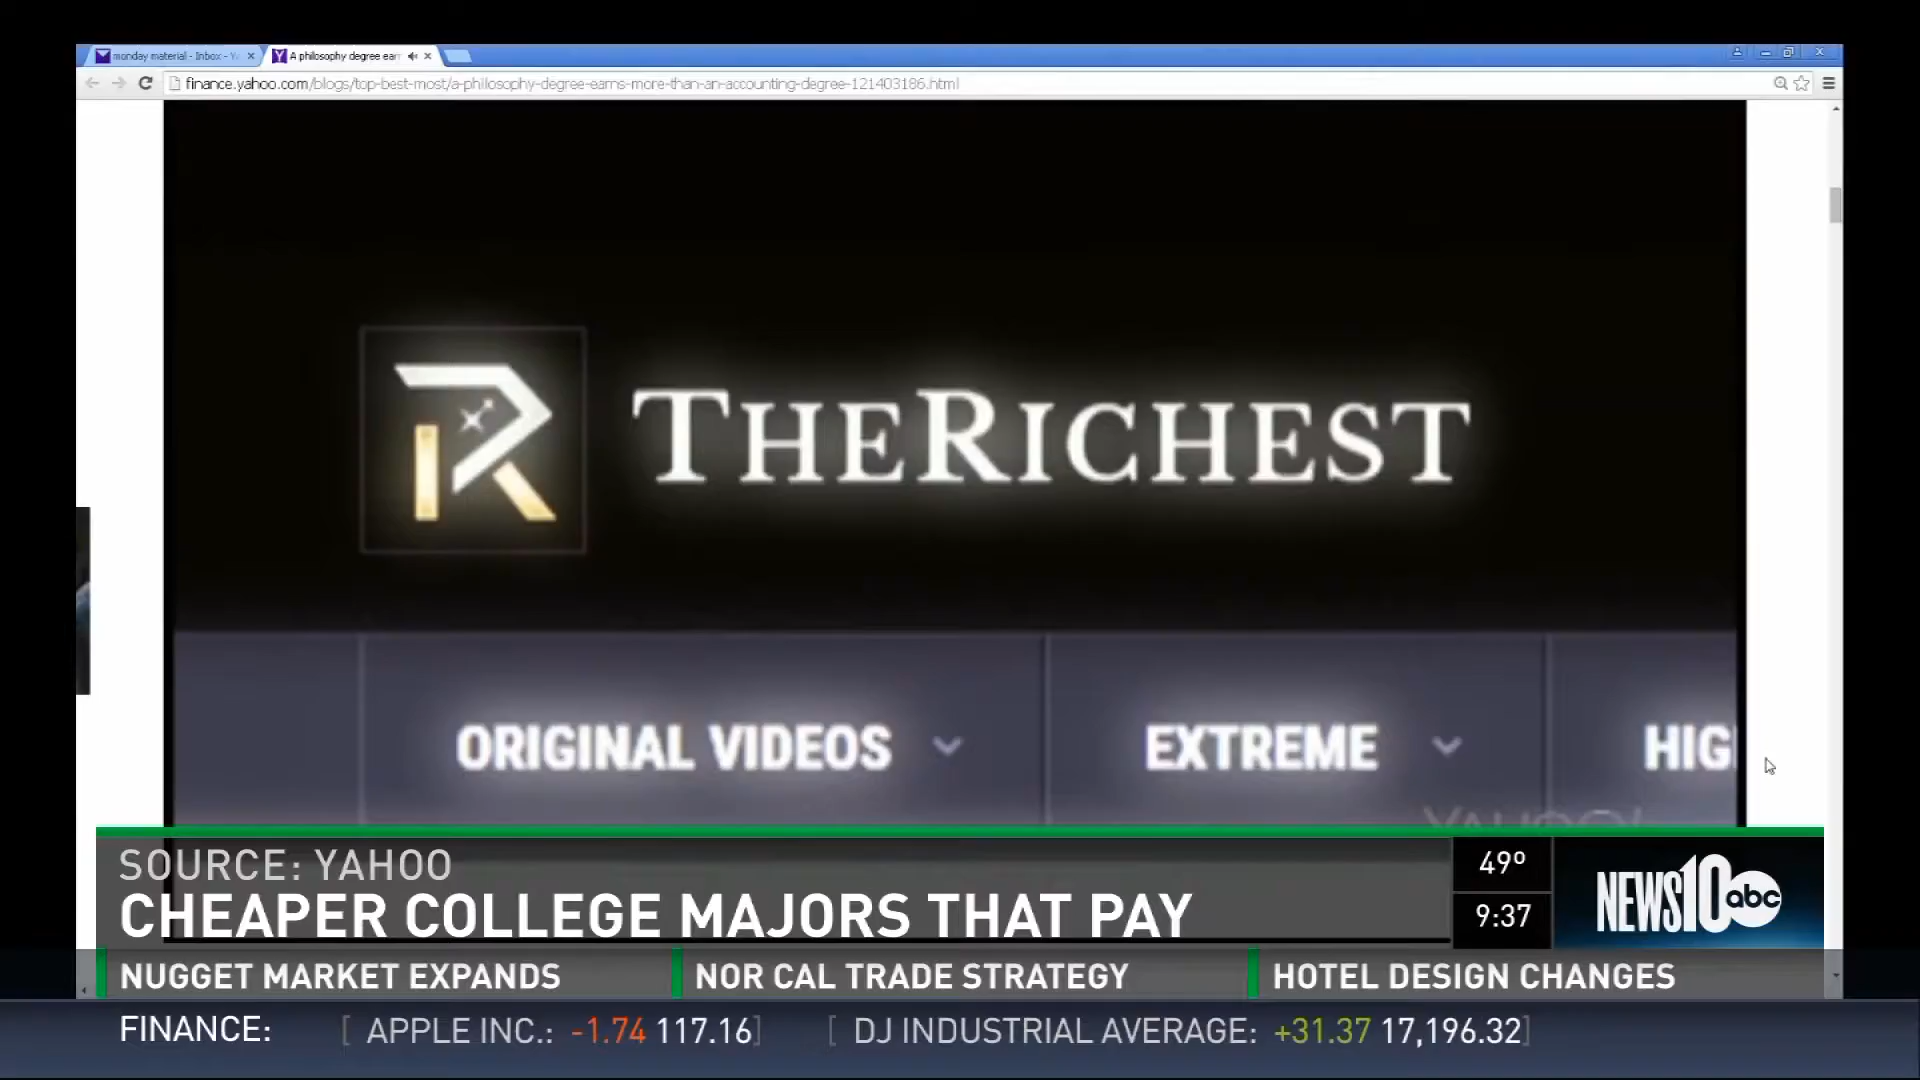 monday material - Inbox - Y
A philosophy degree earn
finance.yahoo.com/blogs/top-best-most/a-philosophy-degree-earns-more-than-an-accounting-degree-121403186.html
R THERICHEST
ORIGINAL VIDEOS
EXTREME
HIG
YAHOO!
SOURCE: YAHOO
CHEAPER COLLEGE MAJORS THAT PAY
49°
9:37
NEWS10 abc
NUGGET MARKET EXPANDS
NOR CAL TRADE STRATEGY
HOTEL DESIGN CHANGES
FINANCE: [ APPLE INC.: -1.74 117.16] [ DJ INDUSTRIAL AVERAGE: +31.37 17,196.32]